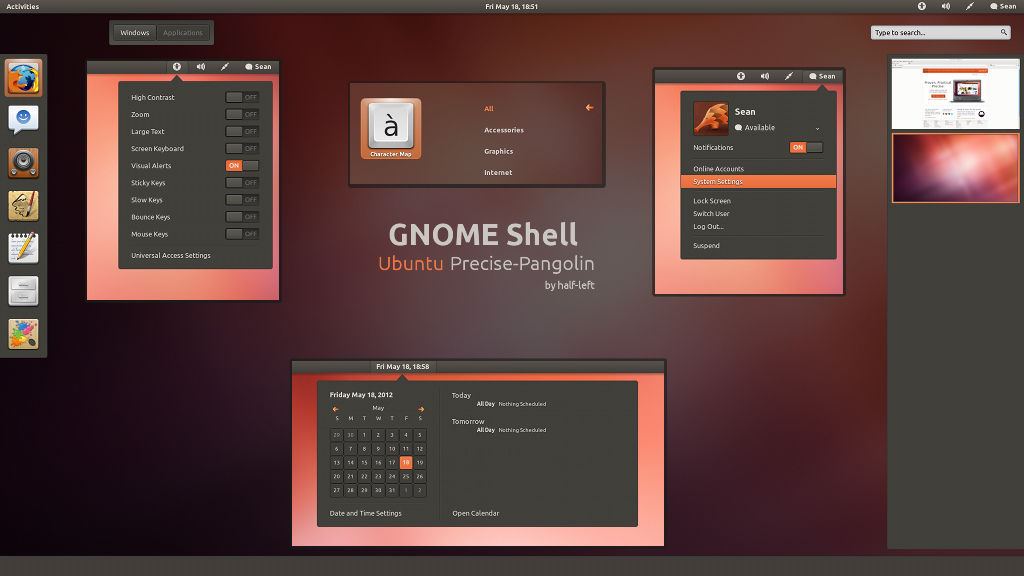 Activities
Fri May 18, 18:51
Sean
Windows
Applications
Type to search...
Sean
High Contrast OFF
Zoom OFF
Large Text OFF
Screen Keyboard OFF
Visual Alerts ON
Sticky Keys OFF
Slow Keys OFF
Bounce Keys OFF
Mouse Keys OFF
Universal Access Settings
à
Character Map
All
Accessories
Graphics
Internet
GNOME Shell
Ubuntu Precise-Pangolin
by half-left
Sean
Sean
Available
Notifications ON
Online Accounts
System Settings
Lock Screen
Switch User
Log Out...
Suspend
Fri May 18, 18:58
Friday May 18, 2012
May
S M T W T F S
29 30 1 2 3 4 5
6 7 8 9 10 11 12
13 14 15 16 17 18 19
20 21 22 23 24 25 26
27 28 29 30 31 1 2
Date and Time Settings
Today
All Day Nothing Scheduled
Tomorrow
All Day Nothing Scheduled
Open Calendar